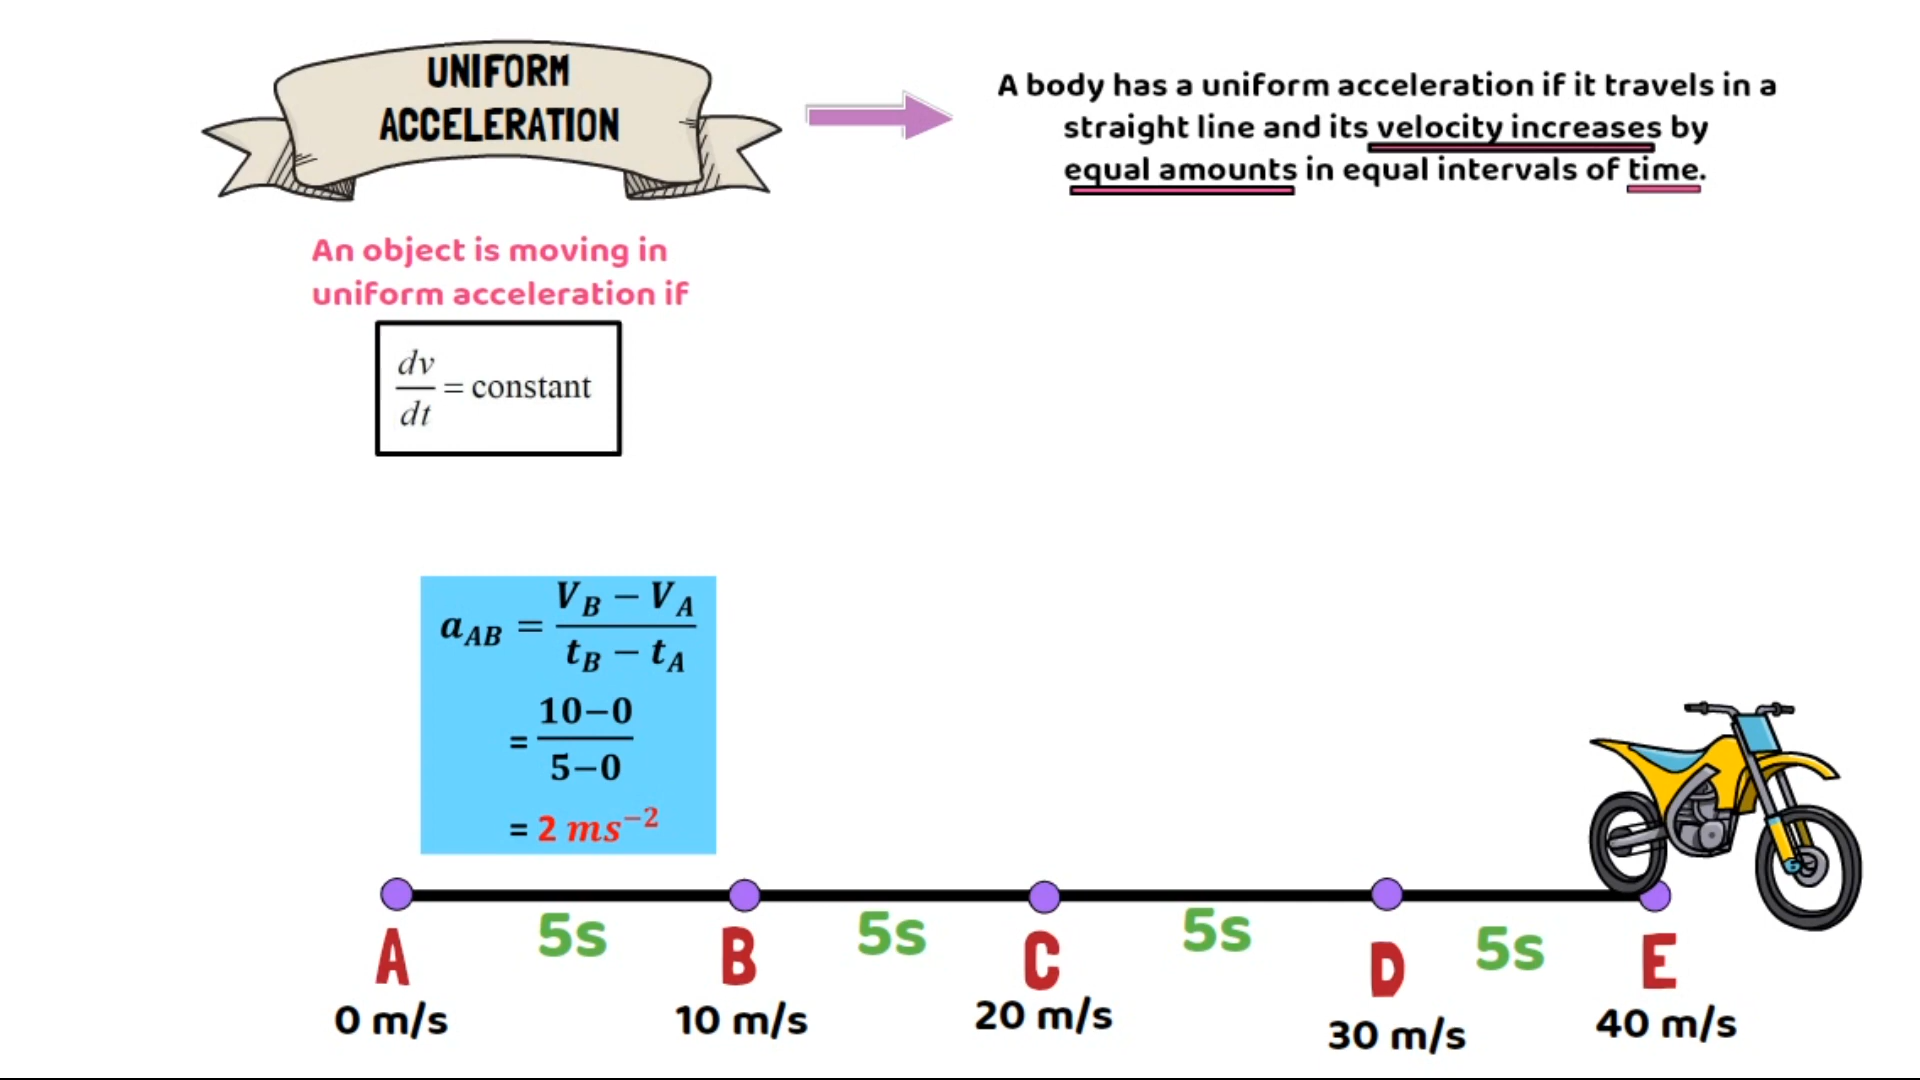 UNIFORM
ACCELERATION
A body has a uniform acceleration if it travels in a
straight line and its velocity increases by
equal amounts in equal intervals of time.
An object is moving in
uniform acceleration if
dv/dt = constant
a_AB = (V_B − V_A)/(t_B − t_A)
= (10−0)/(5−0)
= 2 ms⁻²
5s 5s 5s 5s
A B C D E
0 m/s 10 m/s 20 m/s 30 m/s 40 m/s